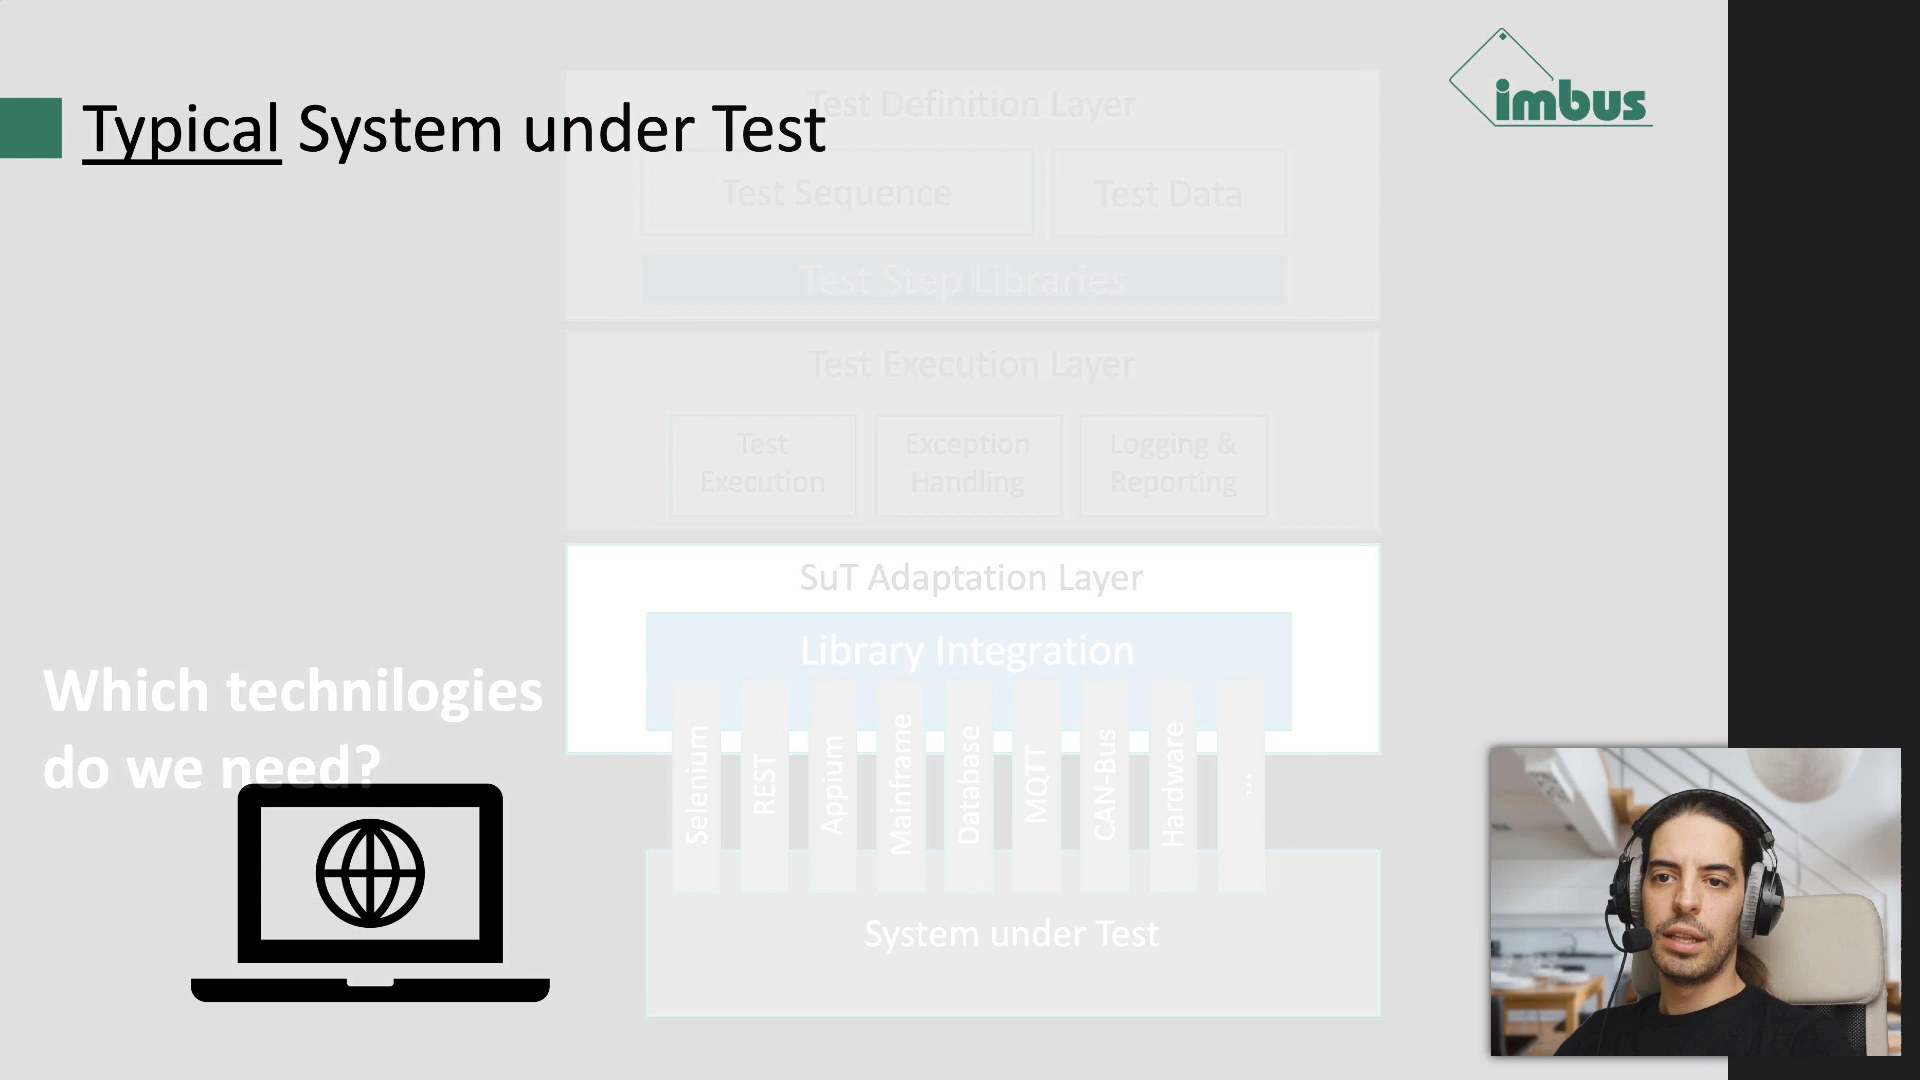 imbus
Typical System under Test
Test Definition Layer
Test Sequence
Test Data
Test Step Libraries
Test Execution Layer
Test
Execution
Exception
Handling
Logging &
Reporting
SuT Adaptation Layer
Library Integration
Which technilogies
do we need?
Selenium
REST
Appium
Mainframe
Database
MQTT
CAN-Bus
Hardware
...
System under Test